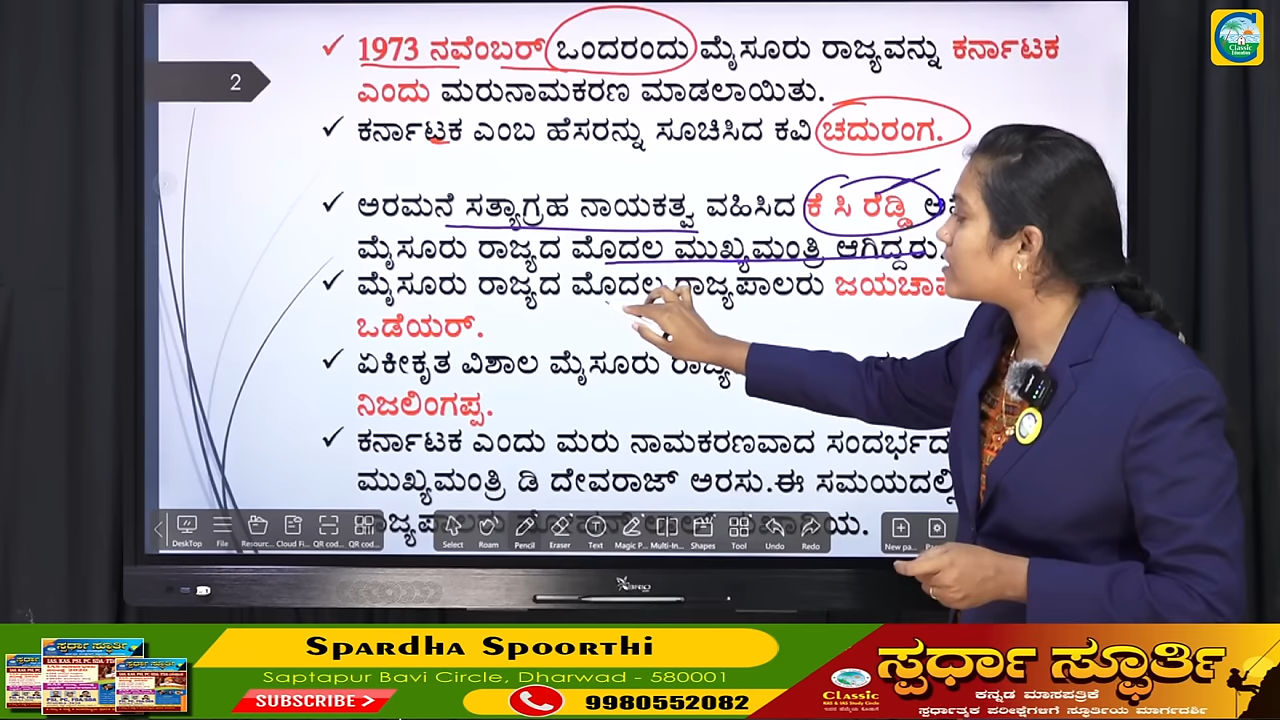 1973 ನವೆಂಬರ್ ಒಂದರಂದು ಮೈಸೂರು ರಾಜ್ಯವನ್ನು ಕರ್ನಾಟಕ
Classic
Education
2
ಎಂದು ಮರುನಾಮಕರಣ ಮಾಡಲಾಯಿತು.
ಕರ್ನಾಟಕ ಎಂಬ ಹೆಸರನ್ನು ಸೂಚಿಸಿದ ಕವಿ ಚದುರಂಗ.
ಅರಮನೆ ಸತ್ಯಾಗ್ರಹ ನಾಯಕತ್ವ ವಹಿಸಿದ ಕೆ ಸಿ ರೆಡ್ಡಿ
ಮೈಸೂರು ರಾಜ್ಯದ ಮೊದಲ ಮುಖ್ಯಮಂತ್ರಿ ಆಗಿದ್ದರು.
ಮೈಸೂರು ರಾಜ್ಯದ ಮೊದಲ ರಾಜ್ಯಪಾಲರು
ಒಡೆಯರ್.
ಏಕೀಕೃತ ವಿಶಾಲ ಮೈಸೂರು ರಾಜ್ಯ
ನಿಜಲಿಂಗಪ್ಪ.
ಕರ್ನಾಟಕ ಎಂದು ಮರು ನಾಮಕರಣವಾದ ಸಂದರ್ಭದ
ಮುಖ್ಯಮಂತ್ರಿ ಡಿ ದೇವರಾಜ್ ಅರಸು.ಈ ಸಮಯದಲ್ಲಿ
DeskTop File Resourc... Cloud Fi... QR cod... QR cod... Select Roam Pencil Eraser Text Magic P... Multi-In... Shapes Tool Undo Redo New pa...
Spardha Spoorthi
Saptapur Bavi Circle, Dharwad - 580001
SUBSCRIBE
9980552082
ಸ್ಪರ್ಧಾ ಸ್ಫೂರ್ತಿ
ಕನ್ನಡ ಮಾಸಪತ್ರಿಕೆ
ಸ್ಪರ್ಧಾತ್ಮಕ ಪರೀಕ್ಷೆಗಳಿಗೆ ಸ್ಫೂರ್ತಿಯ ಮಾರ್ಗದರ್ಶಿ
Classic
KAS & IAS Study Circle